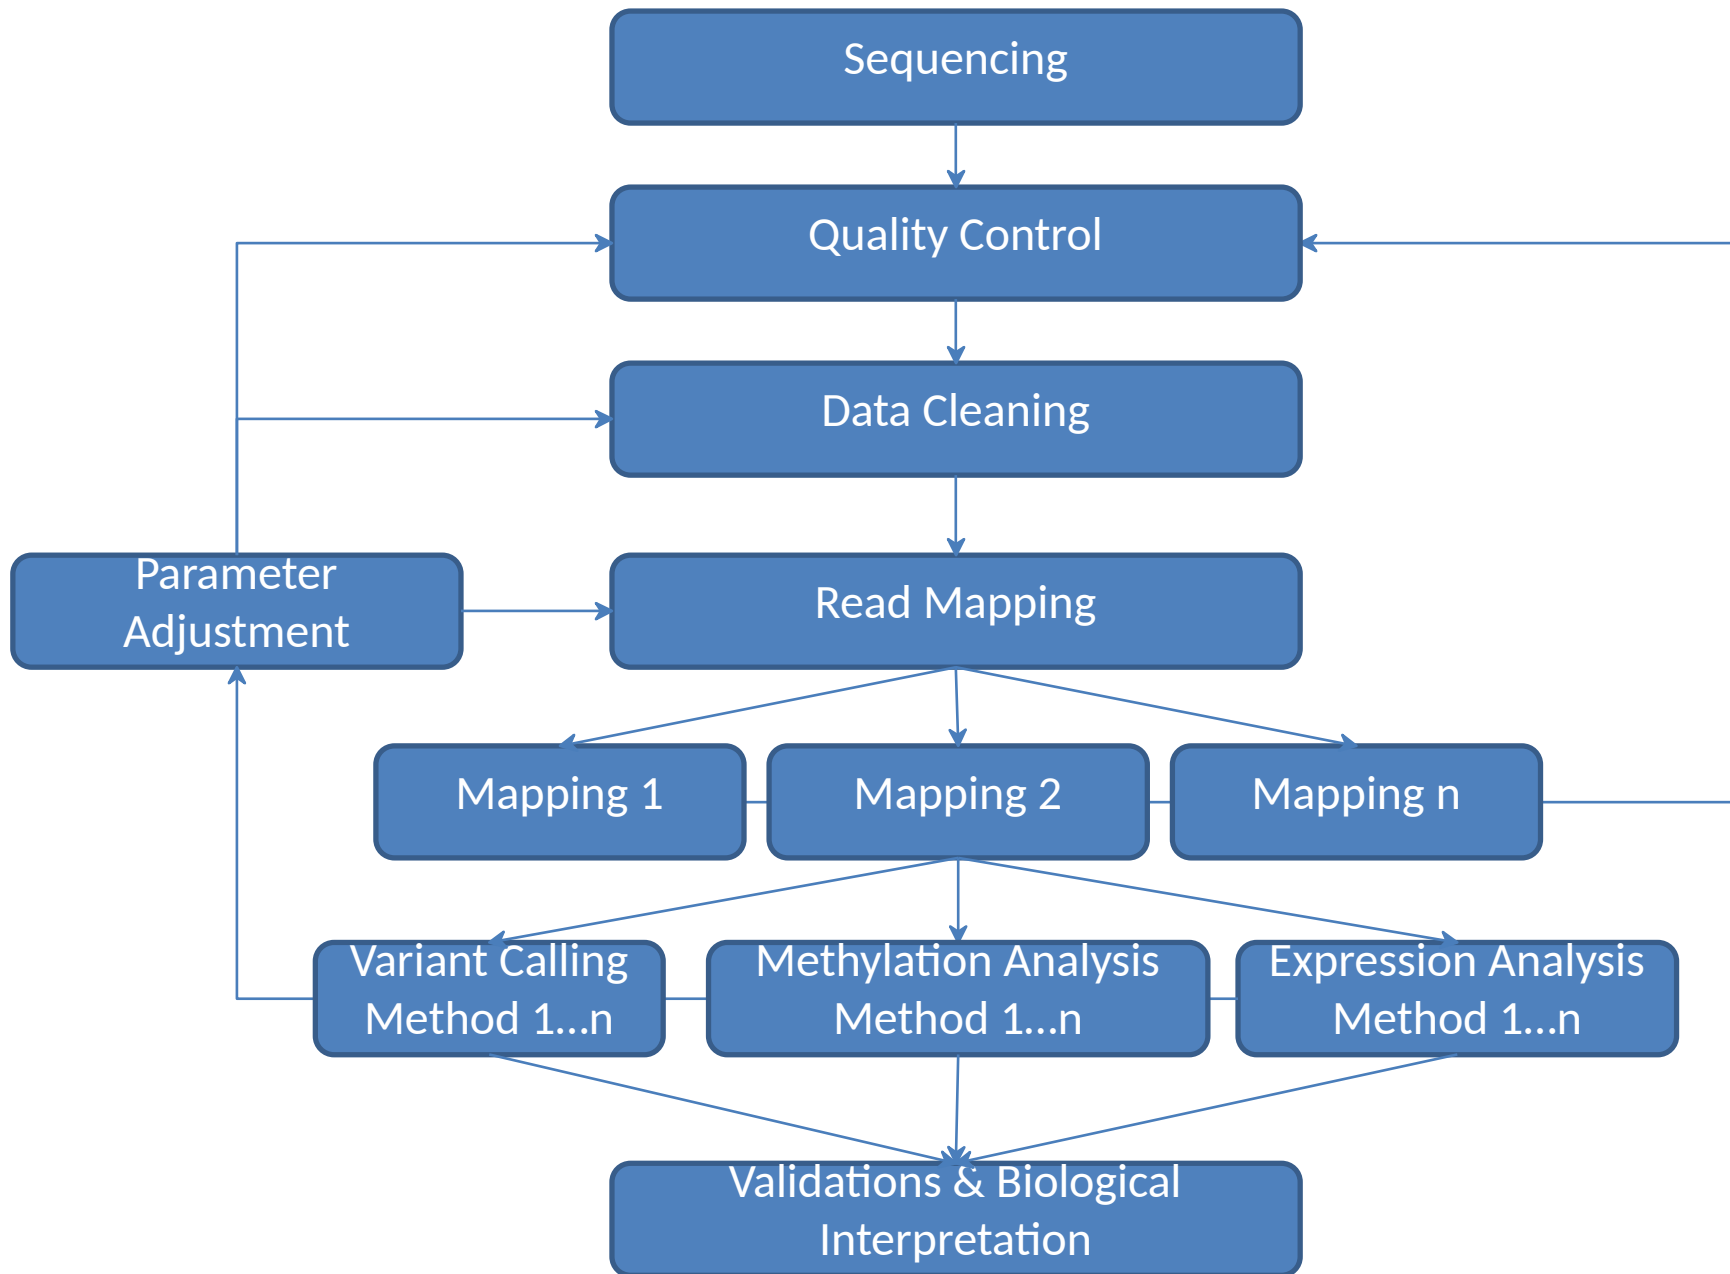 Sequencing
Quality Control
Data Cleaning
Parameter
Adjustment
Read Mapping
Mapping 1
Mapping 2
Mapping n
Variant Calling
Method 1...n
Methylation Analysis
Method 1...n
Expression Analysis
Method 1...n
Validations & Biological
Interpretation